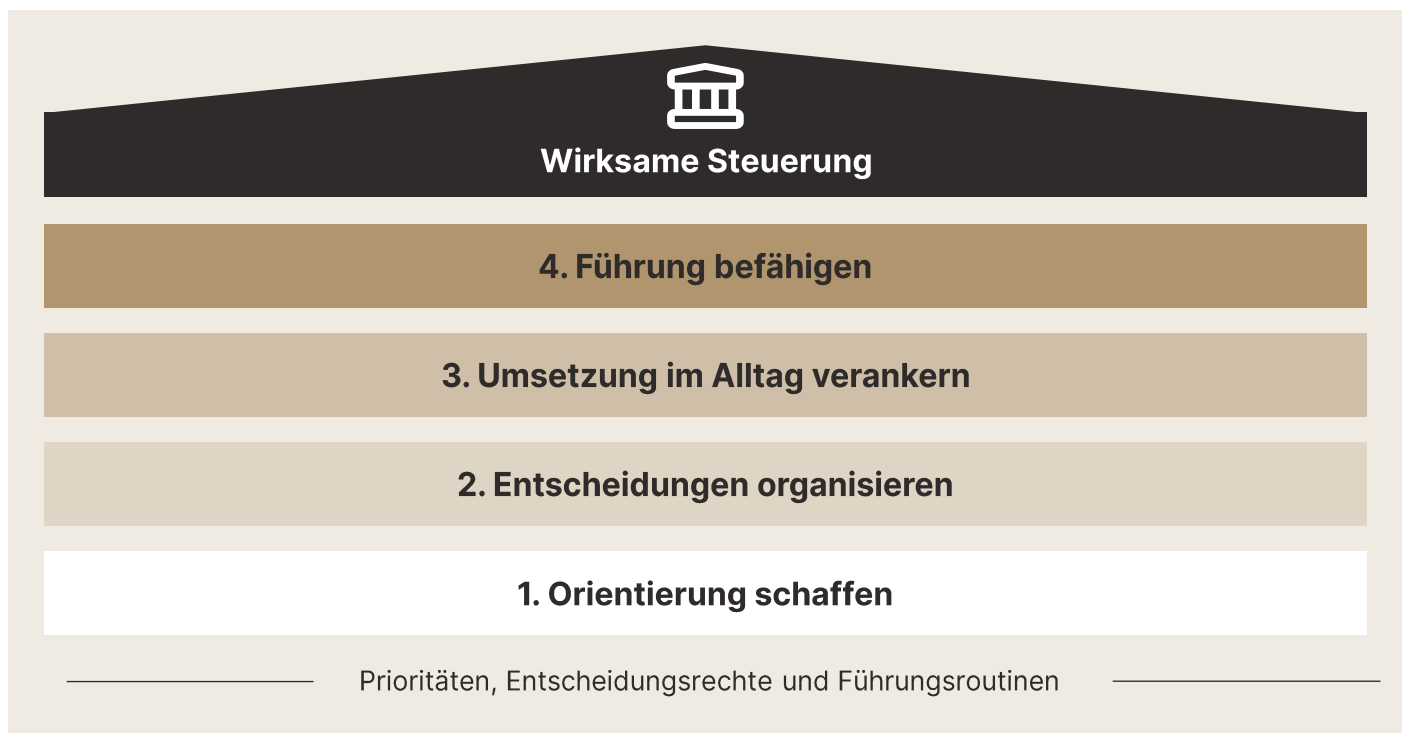 Wirksame Steuerung
4. Führung befähigen
3. Umsetzung im Alltag verankern
2. Entscheidungen organisieren
1. Orientierung schaffen
Prioritäten, Entscheidungsrechte und Führungsroutinen